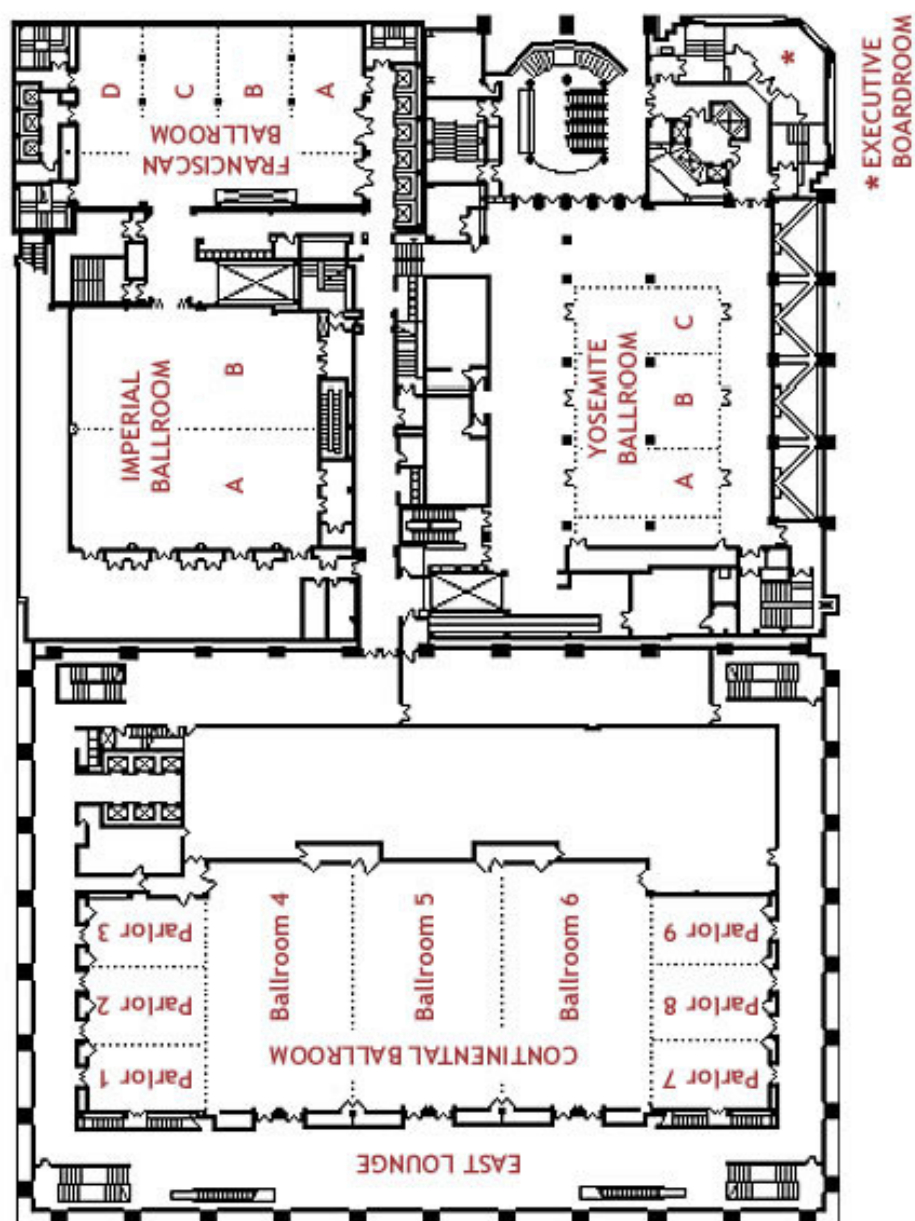 * EXECUTIVE
BOARDROOM
*
D
C
B
A
FRANCISCAN
BALLROOM
IMPERIAL
BALLROOM
A
B
YOSEMITE
BALLROOM
A
B
C
Parlor 3
Parlor 2
Parlor 1
Ballroom 4
Ballroom 5
Ballroom 6
Parlor 9
Parlor 8
Parlor 7
CONTINENTAL BALLROOM
EAST LOUNGE